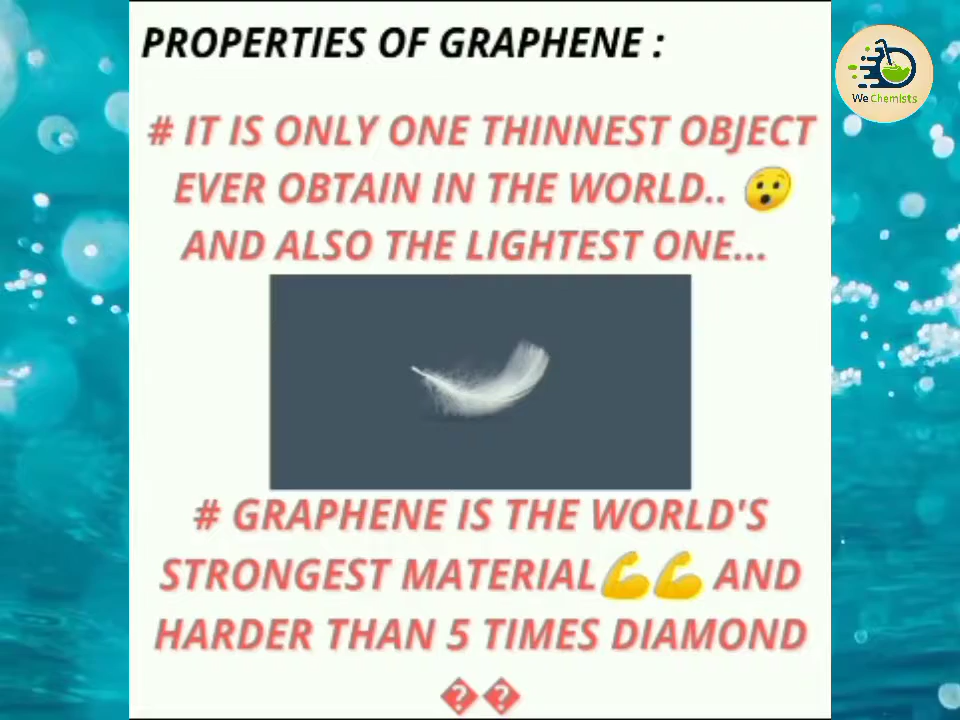 PROPERTIES OF GRAPHENE :
We Chemists
# IT IS ONLY ONE THINNEST OBJECT
EVER OBTAIN IN THE WORLD.. 😯
AND ALSO THE LIGHTEST ONE...
# GRAPHENE IS THE WORLD'S
STRONGEST MATERIAL💪💪 AND
HARDER THAN 5 TIMES DIAMOND
��